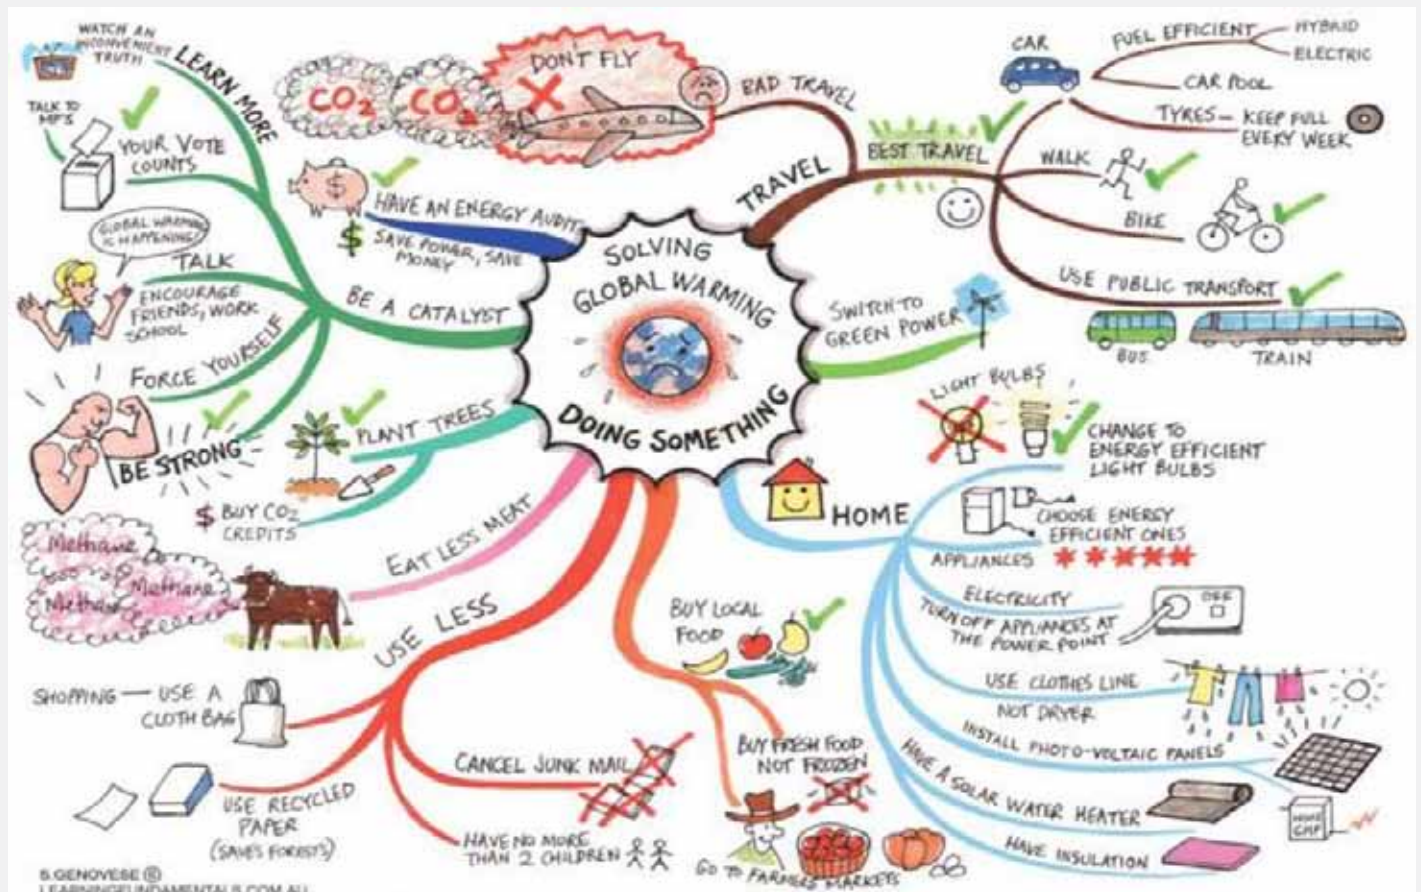 SOLVING
GLOBAL WARMING
DOING SOMETHING
TRAVEL
BAD TRAVEL
DON'T FLY
CO2
CO2
BEST TRAVEL
CAR
FUEL EFFICIENT
HYBRID
ELECTRIC
CAR POOL
TYRES – KEEP FULL
EVERY WEEK
WALK
BIKE
USE PUBLIC TRANSPORT
BUS
TRAIN
SWITCH TO
GREEN POWER
HOME
LIGHT BULBS
CHANGE TO
ENERGY EFFICIENT
LIGHT BULBS
APPLIANCES
CHOOSE ENERGY
EFFICIENT ONES
ELECTRICITY
TURN OFF APPLIANCES AT
THE POWER POINT
OFF
USE CLOTHES LINE
NOT DRYER
INSTALL PHOTO-VOLTAIC PANELS
HAVE A SOLAR WATER HEATER
HAVE INSULATION
BUY LOCAL
FOOD
BUY FRESH FOOD
NOT FROZEN
GO TO FARMERS MARKETS
USE LESS
SHOPPING — USE A
CLOTH BAG
USE RECYCLED
PAPER
(SAVES FORESTS)
CANCEL JUNK MAIL
HAVE NO MORE
THAN 2 CHILDREN
EAT LESS MEAT
Methane
Methane
PLANT TREES
$ BUY CO2
CREDITS
BE A CATALYST
LEARN MORE
WATCH AN
INCONVENIENT
TRUTH
YOUR VOTE
COUNTS
TALK TO
MP'S
TALK
GLOBAL WARMING
IS HAPPENING!
ENCOURAGE
FRIENDS, WORK
SCHOOL
FORCE YOURSELF
BE STRONG
HAVE AN ENERGY AUDIT
SAVE POWER, SAVE
MONEY
$
$
S.GENOVESE ©
LEARNINGFUNDAMENTALS.COM.AU